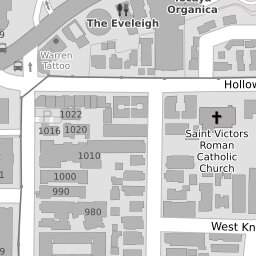 Tocaya
Organica
The Eveleigh
Warren
Tattoo
Hollow
1022
1016 1020
Saint Victors
Roman
Catholic
Church
1010
1000
990
980
West Kn